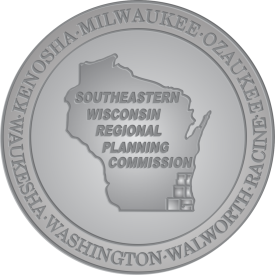 KENOSHA·MILWAUKEE·OZAUKEE·RACINE·WALWORTH·WASHINGTON·WAUKESHA·
SOUTHEASTERN
WISCONSIN
REGIONAL
PLANNING
COMMISSION